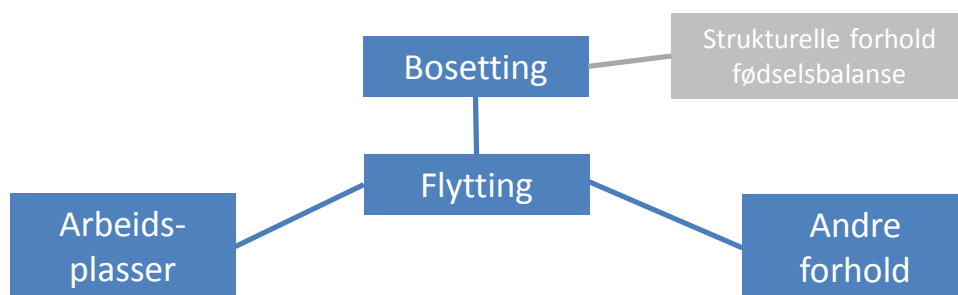 Strukturelle forhold
fødselsbalanse
Bosetting
Flytting
Arbeids-
plasser
Andre
forhold